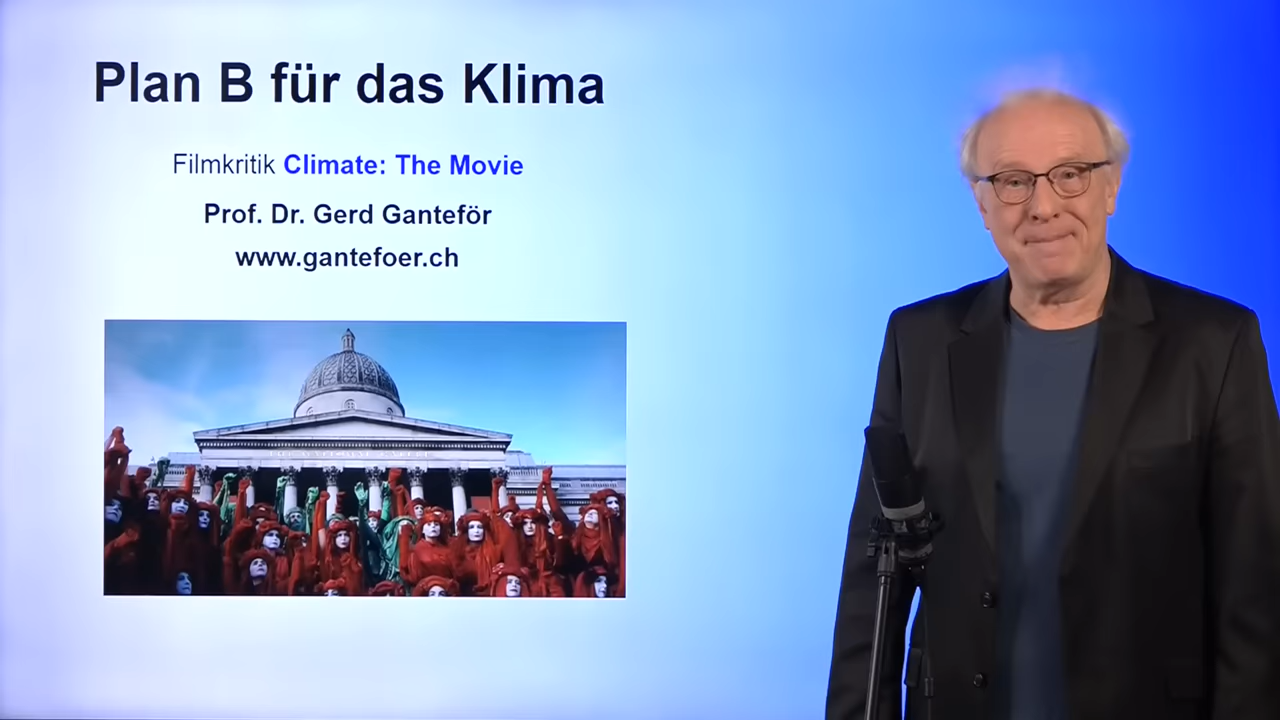 Plan B für das Klima
Filmkritik Climate: The Movie
Prof. Dr. Gerd Ganteför
www.gantefoer.ch